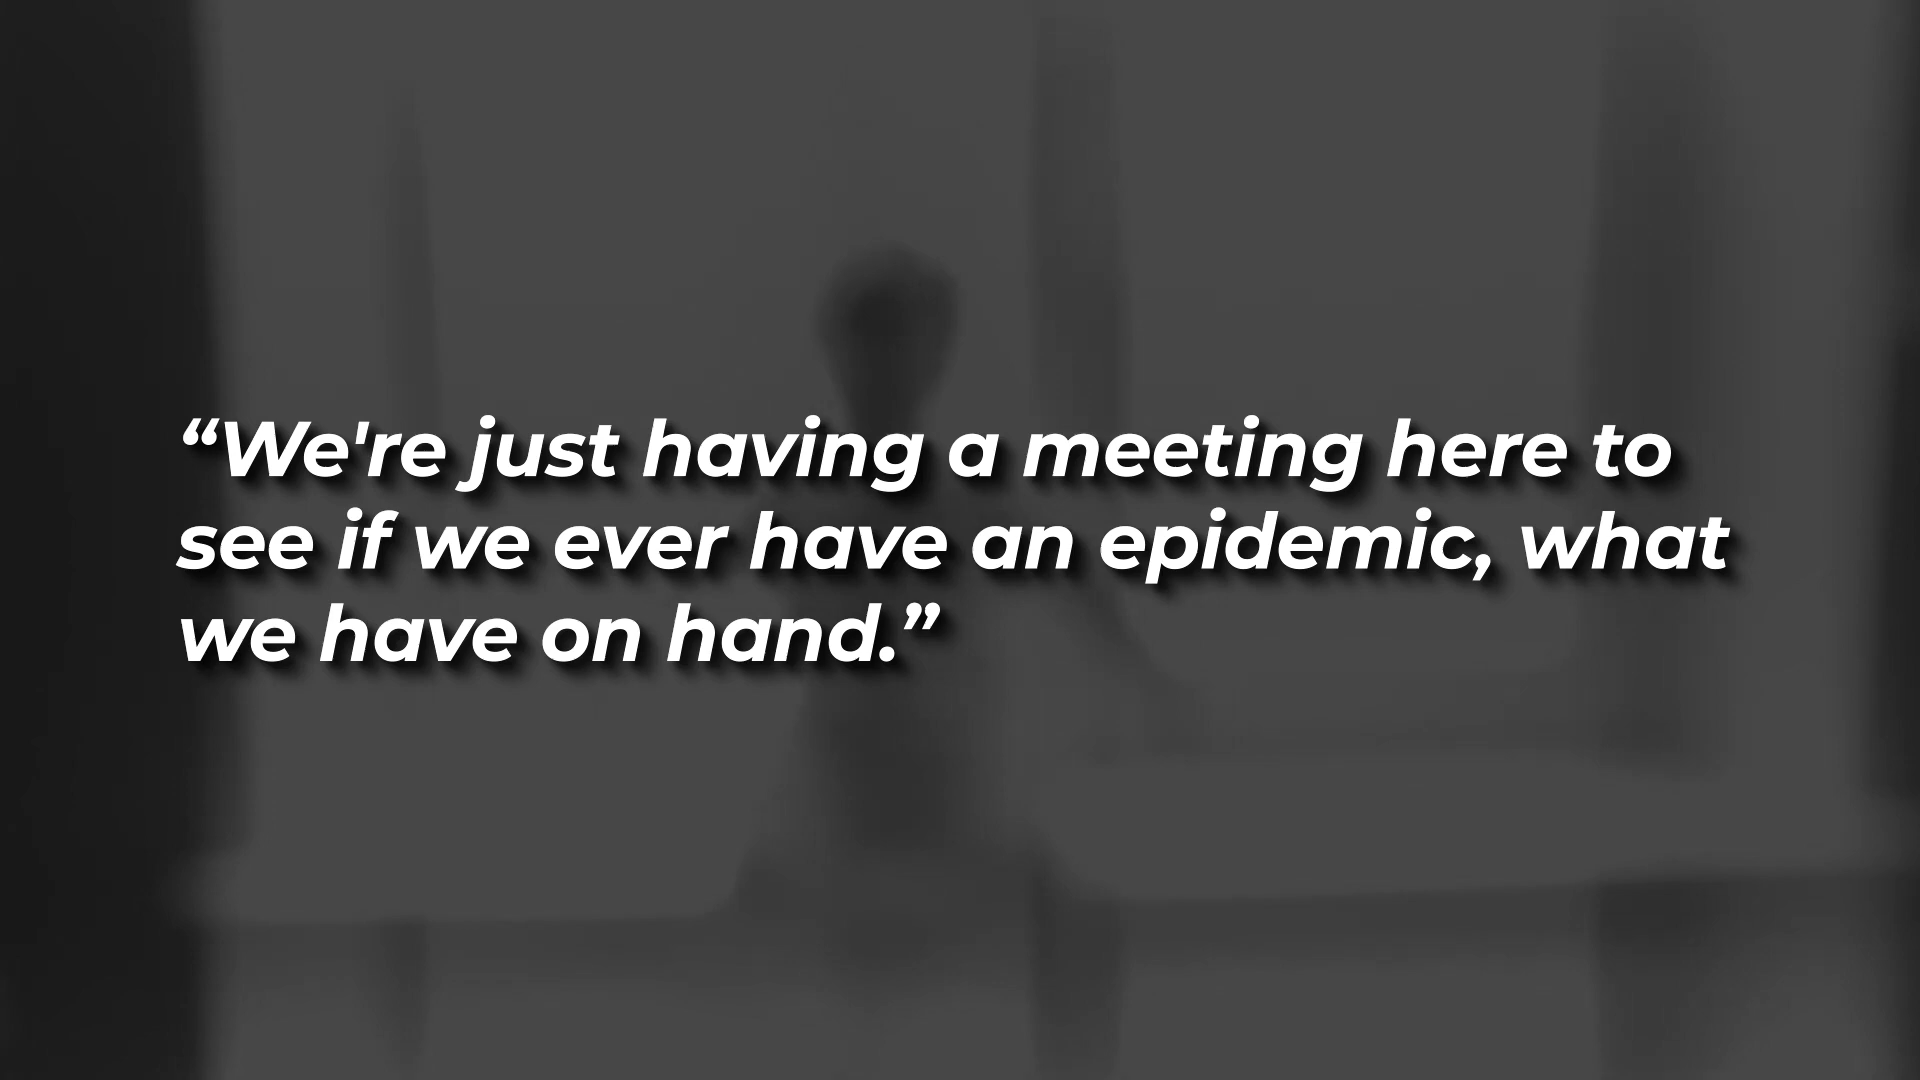 “We're just having a meeting here to
see if we ever have an epidemic, what
we have on hand.”